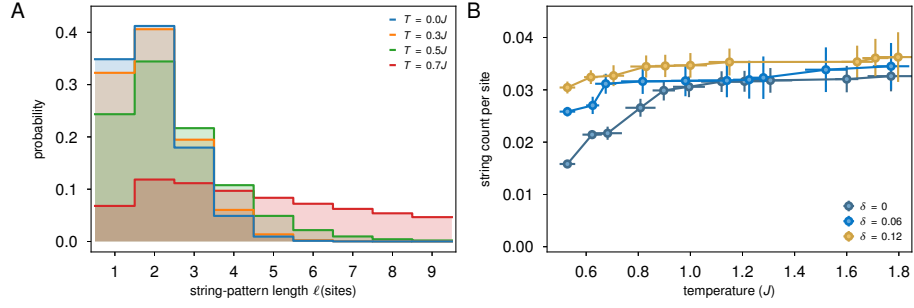 A
B
probability
0.4
0.3
0.2
0.1
0.0
T = 0.0J
T = 0.3J
T = 0.5J
T = 0.7J
1 2 3 4 5 6 7 8 9
string-pattern length ℓ(sites)
string count per site
0.04
0.03
0.02
0.01
0.00
δ = 0
δ = 0.06
δ = 0.12
0.6 0.8 1.0 1.2 1.4 1.6 1.8
temperature (J)